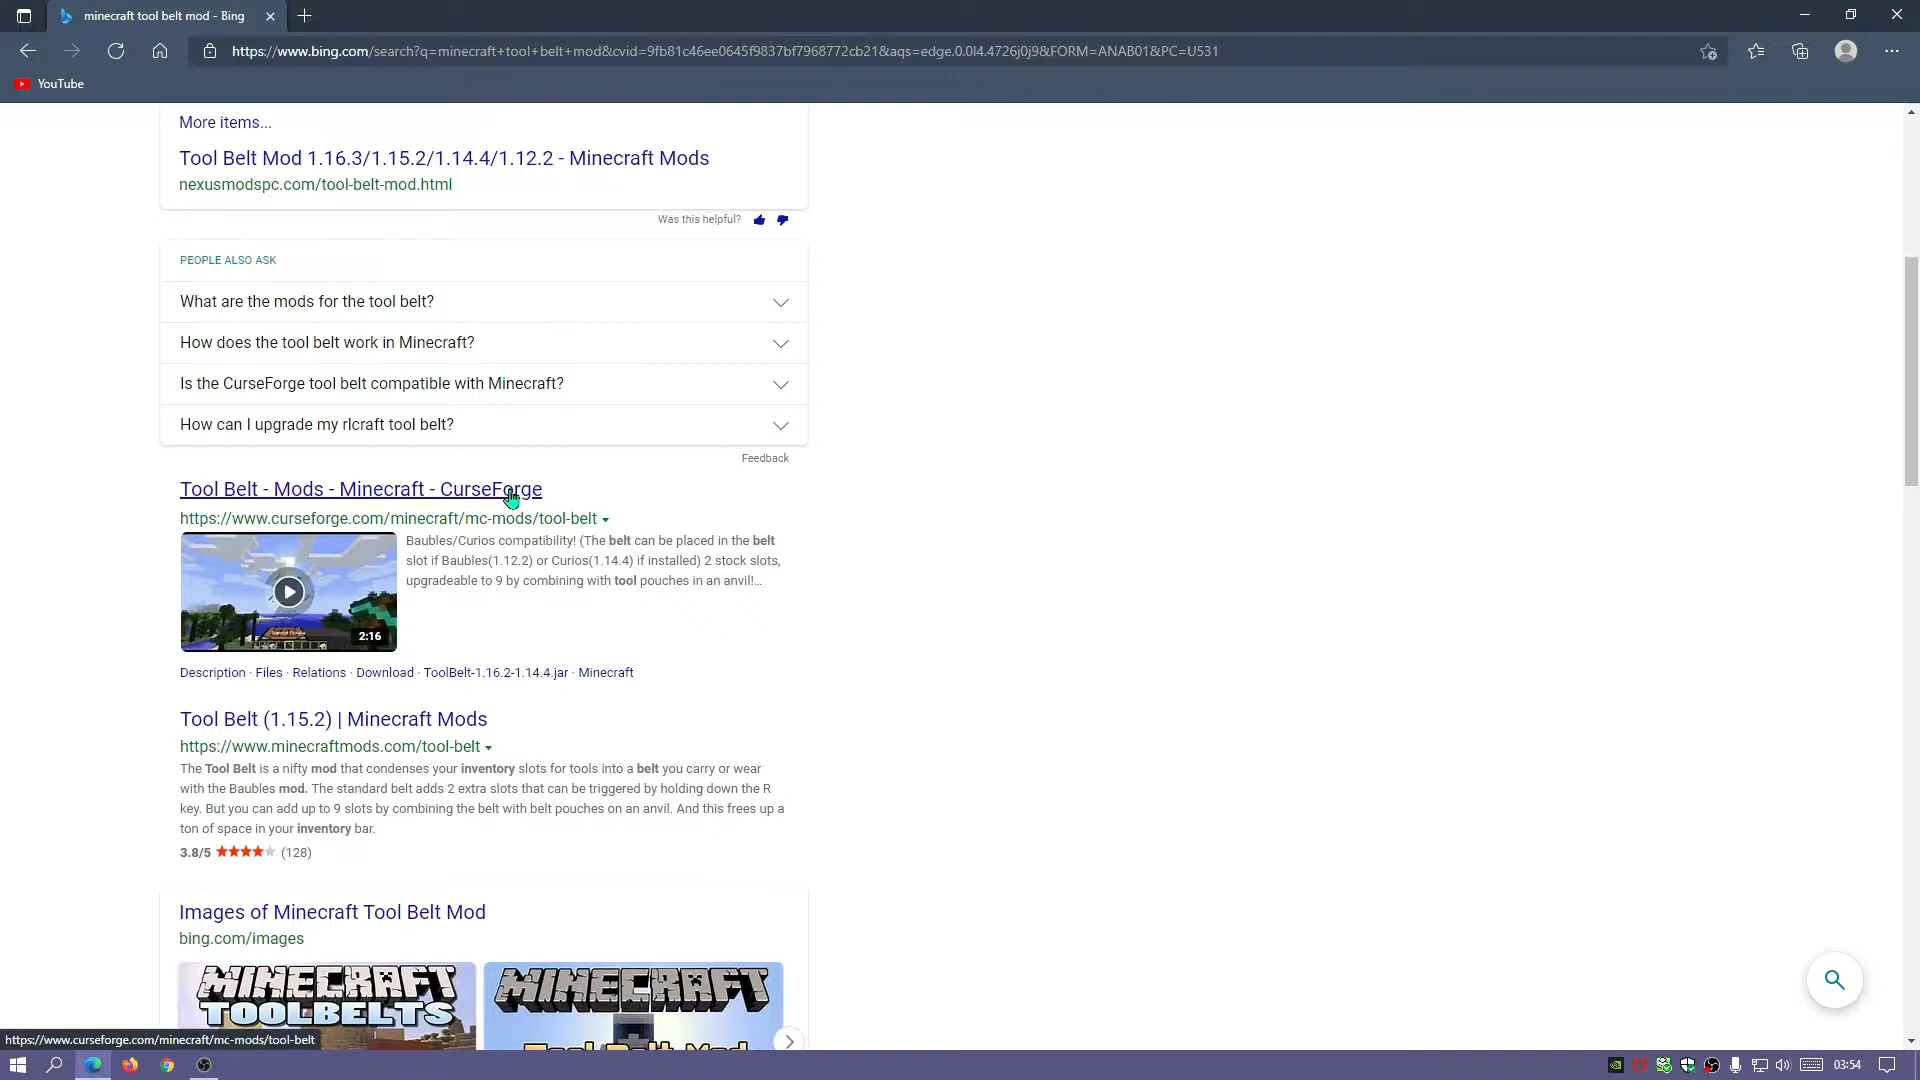 minecraft tool belt mod - Bing
https://www.bing.com/search?q=minecraft+tool+belt+mod&cvid=9fb81c46ee0645f9837bf7968772cb21&aqs=edge.0.0l4.4726j0j9&FORM=ANAB01&PC=U531
YouTube
More items...
Tool Belt Mod 1.16.3/1.15.2/1.14.4/1.12.2 - Minecraft Mods
nexusmodspc.com/tool-belt-mod.html
Was this helpful?
PEOPLE ALSO ASK
What are the mods for the tool belt?
How does the tool belt work in Minecraft?
Is the CurseForge tool belt compatible with Minecraft?
How can I upgrade my rlcraft tool belt?
Feedback
Tool Belt - Mods - Minecraft - CurseForge
https://www.curseforge.com/minecraft/mc-mods/tool-belt
Baubles/Curios compatibility! (The belt can be placed in the belt
slot if Baubles(1.12.2) or Curios(1.14.4) if installed) 2 stock slots,
upgradeable to 9 by combining with tool pouches in an anvil!...
2:16
Description · Files · Relations · Download · ToolBelt-1.16.2-1.14.4.jar · Minecraft
Tool Belt (1.15.2) | Minecraft Mods
https://www.minecraftmods.com/tool-belt
The Tool Belt is a nifty mod that condenses your inventory slots for tools into a belt you carry or wear
with the Baubles mod. The standard belt adds 2 extra slots that can be triggered by holding down the R
key. But you can add up to 9 slots by combining the belt with belt pouches on an anvil. And this frees up a
ton of space in your inventory bar.
3.8/5 (128)
Images of Minecraft Tool Belt Mod
bing.com/images
MINECRAFT
TOOLBELTS
MINECRAFT
Tool Belt Mod
https://www.curseforge.com/minecraft/mc-mods/tool-belt
03:54